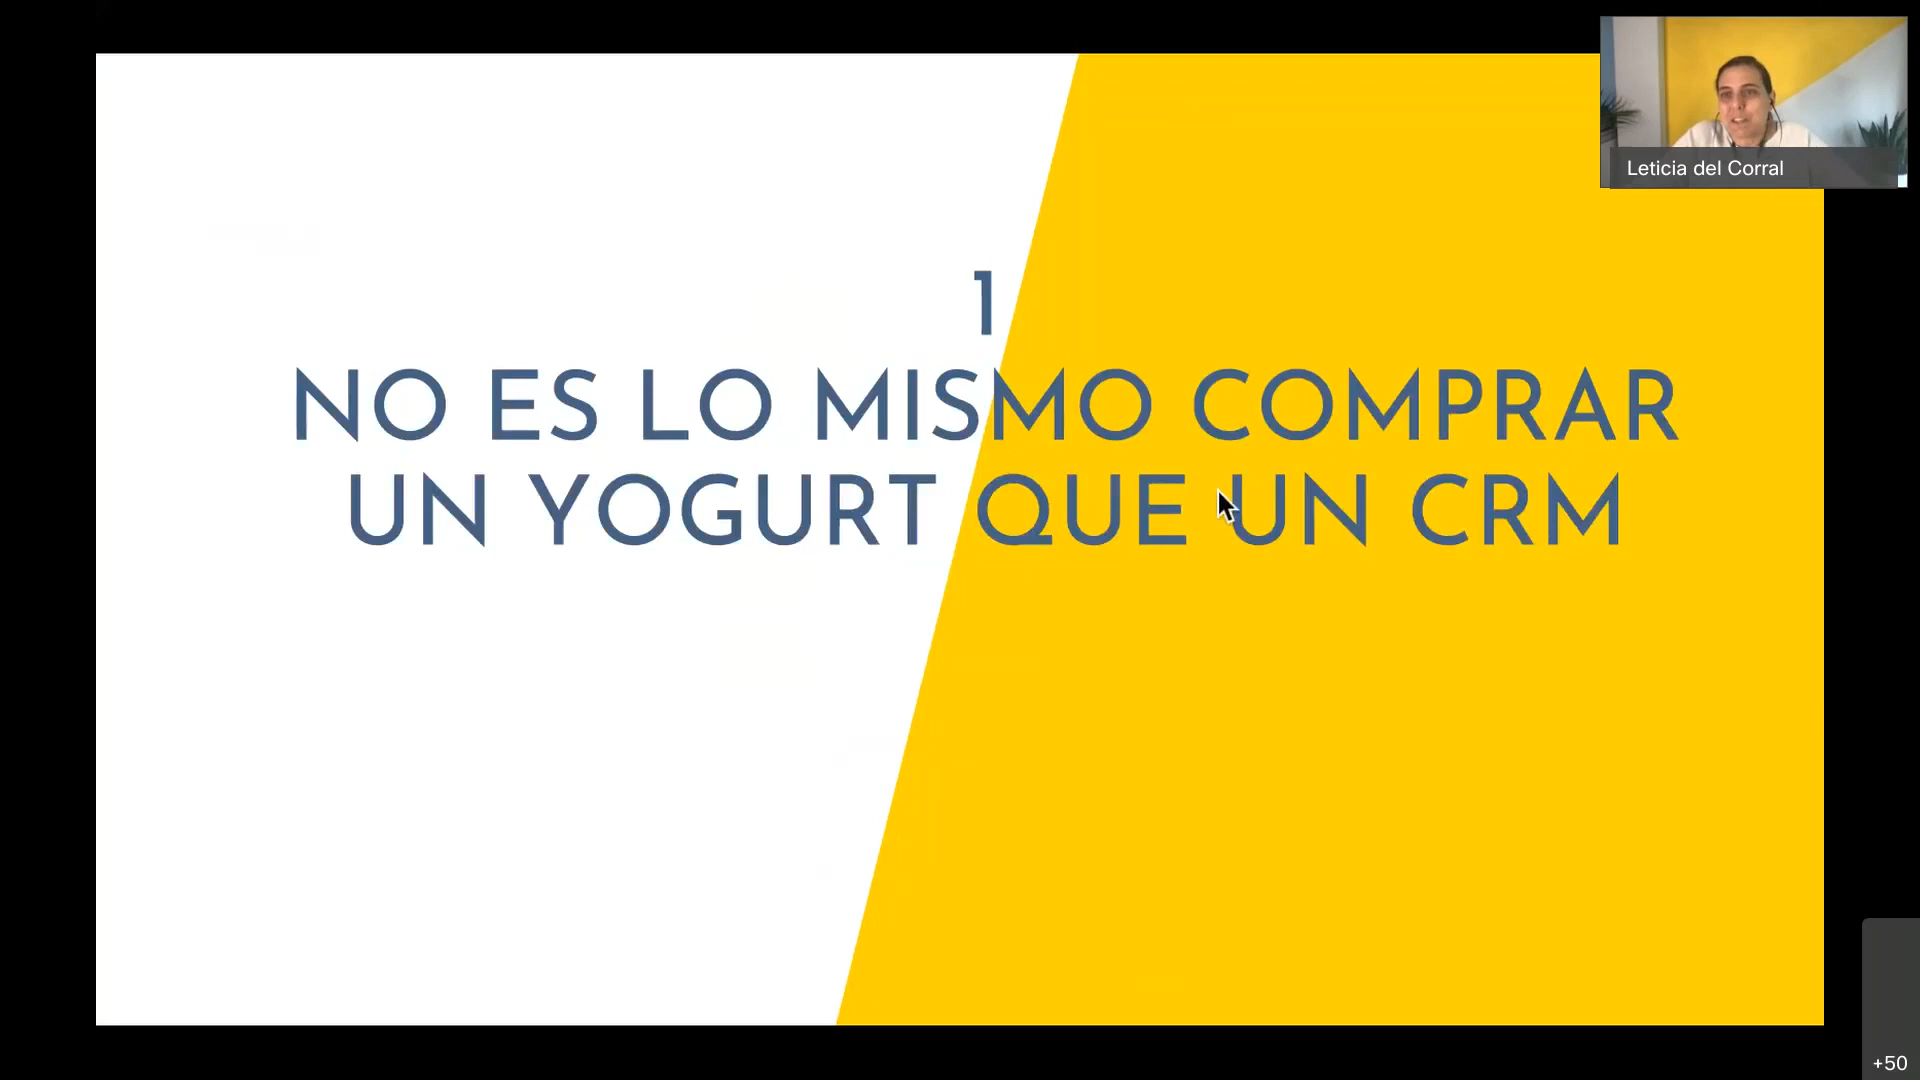 Leticia del Corral
1
NO ES LO MISMO COMPRAR
UN YOGURT QUE UN CRM
+50